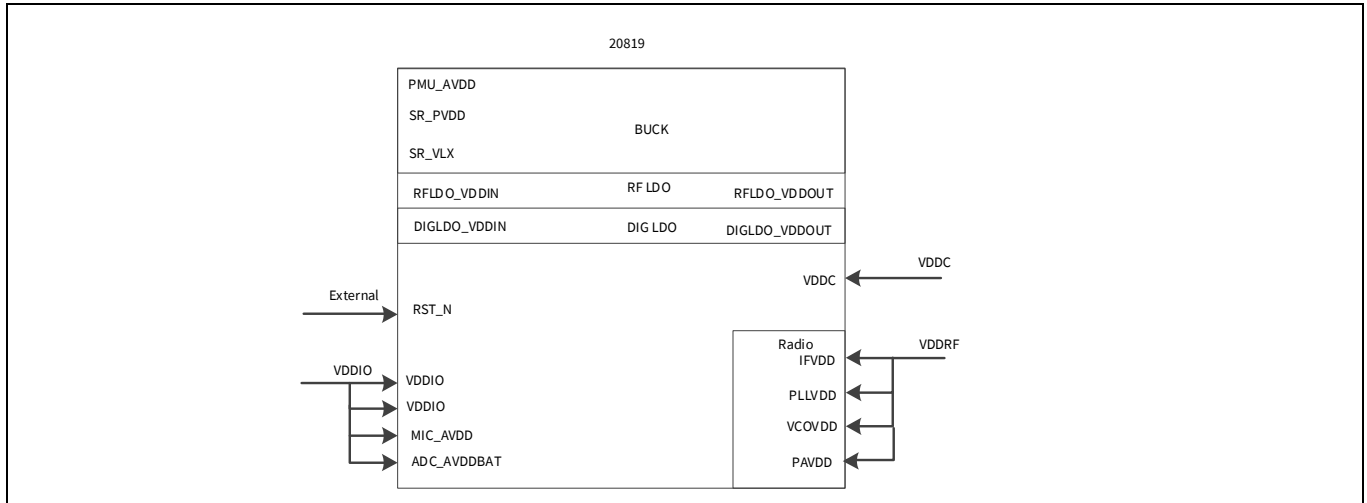 20819
PMU_AVDD
SR_PVDD
BUCK
SR_VLX
RFLDO_VDDIN RF LDO RFLDO_VDDOUT
DIGLDO_VDDIN DIG LDO DIGLDO_VDDOUT
VDDC VDDC
External RST_N
Radio
IFVDD VDDRF
VDDIO VDDIO
PLLVDD
VDDIO
VCOVDD
MIC_AVDD
ADC_AVDDBAT PAVDD